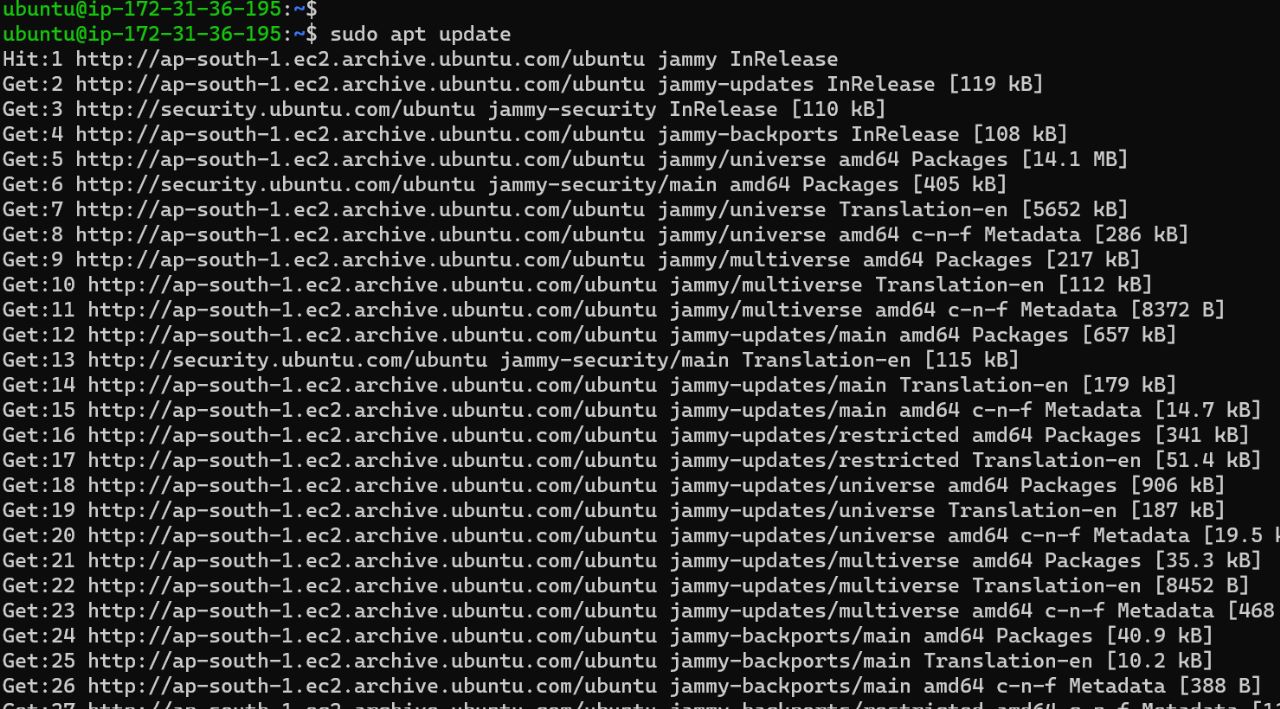 ubuntu@ip-172-31-36-195:~$
ubuntu@ip-172-31-36-195:~$ sudo apt update
Hit:1 http://ap-south-1.ec2.archive.ubuntu.com/ubuntu jammy InRelease
Get:2 http://ap-south-1.ec2.archive.ubuntu.com/ubuntu jammy-updates InRelease [119 kB]
Get:3 http://security.ubuntu.com/ubuntu jammy-security InRelease [110 kB]
Get:4 http://ap-south-1.ec2.archive.ubuntu.com/ubuntu jammy-backports InRelease [108 kB]
Get:5 http://ap-south-1.ec2.archive.ubuntu.com/ubuntu jammy/universe amd64 Packages [14.1 MB]
Get:6 http://security.ubuntu.com/ubuntu jammy-security/main amd64 Packages [405 kB]
Get:7 http://ap-south-1.ec2.archive.ubuntu.com/ubuntu jammy/universe Translation-en [5652 kB]
Get:8 http://ap-south-1.ec2.archive.ubuntu.com/ubuntu jammy/universe amd64 c-n-f Metadata [286 kB]
Get:9 http://ap-south-1.ec2.archive.ubuntu.com/ubuntu jammy/multiverse amd64 Packages [217 kB]
Get:10 http://ap-south-1.ec2.archive.ubuntu.com/ubuntu jammy/multiverse Translation-en [112 kB]
Get:11 http://ap-south-1.ec2.archive.ubuntu.com/ubuntu jammy/multiverse amd64 c-n-f Metadata [8372 B]
Get:12 http://ap-south-1.ec2.archive.ubuntu.com/ubuntu jammy-updates/main amd64 Packages [657 kB]
Get:13 http://security.ubuntu.com/ubuntu jammy-security/main Translation-en [115 kB]
Get:14 http://ap-south-1.ec2.archive.ubuntu.com/ubuntu jammy-updates/main Translation-en [179 kB]
Get:15 http://ap-south-1.ec2.archive.ubuntu.com/ubuntu jammy-updates/main amd64 c-n-f Metadata [14.7 kB]
Get:16 http://ap-south-1.ec2.archive.ubuntu.com/ubuntu jammy-updates/restricted amd64 Packages [341 kB]
Get:17 http://ap-south-1.ec2.archive.ubuntu.com/ubuntu jammy-updates/restricted Translation-en [51.4 kB]
Get:18 http://ap-south-1.ec2.archive.ubuntu.com/ubuntu jammy-updates/universe amd64 Packages [906 kB]
Get:19 http://ap-south-1.ec2.archive.ubuntu.com/ubuntu jammy-updates/universe Translation-en [187 kB]
Get:20 http://ap-south-1.ec2.archive.ubuntu.com/ubuntu jammy-updates/universe amd64 c-n-f Metadata [19.5
Get:21 http://ap-south-1.ec2.archive.ubuntu.com/ubuntu jammy-updates/multiverse amd64 Packages [35.3 kB]
Get:22 http://ap-south-1.ec2.archive.ubuntu.com/ubuntu jammy-updates/multiverse Translation-en [8452 B]
Get:23 http://ap-south-1.ec2.archive.ubuntu.com/ubuntu jammy-updates/multiverse amd64 c-n-f Metadata [468
Get:24 http://ap-south-1.ec2.archive.ubuntu.com/ubuntu jammy-backports/main amd64 Packages [40.9 kB]
Get:25 http://ap-south-1.ec2.archive.ubuntu.com/ubuntu jammy-backports/main Translation-en [10.2 kB]
Get:26 http://ap-south-1.ec2.archive.ubuntu.com/ubuntu jammy-backports/main amd64 c-n-f Metadata [388 B]
Get:27 http://ap-south-1.ec2.archive.ubuntu.com/ubuntu jammy-backports/restricted amd64 c-n-f Metadata